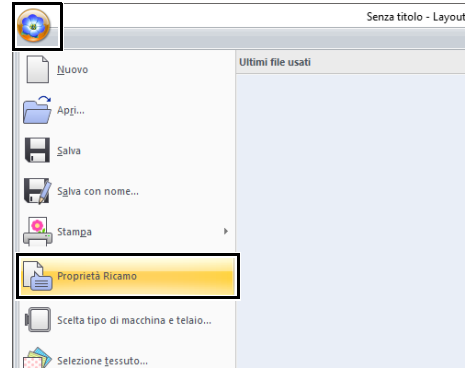 Senza titolo - Layout
Ultimi file usati
Nuovo
Apri...
Salva
Salva con nome...
Stampa
Proprietà Ricamo
Scelta tipo di macchina e telaio...
Selezione tessuto...